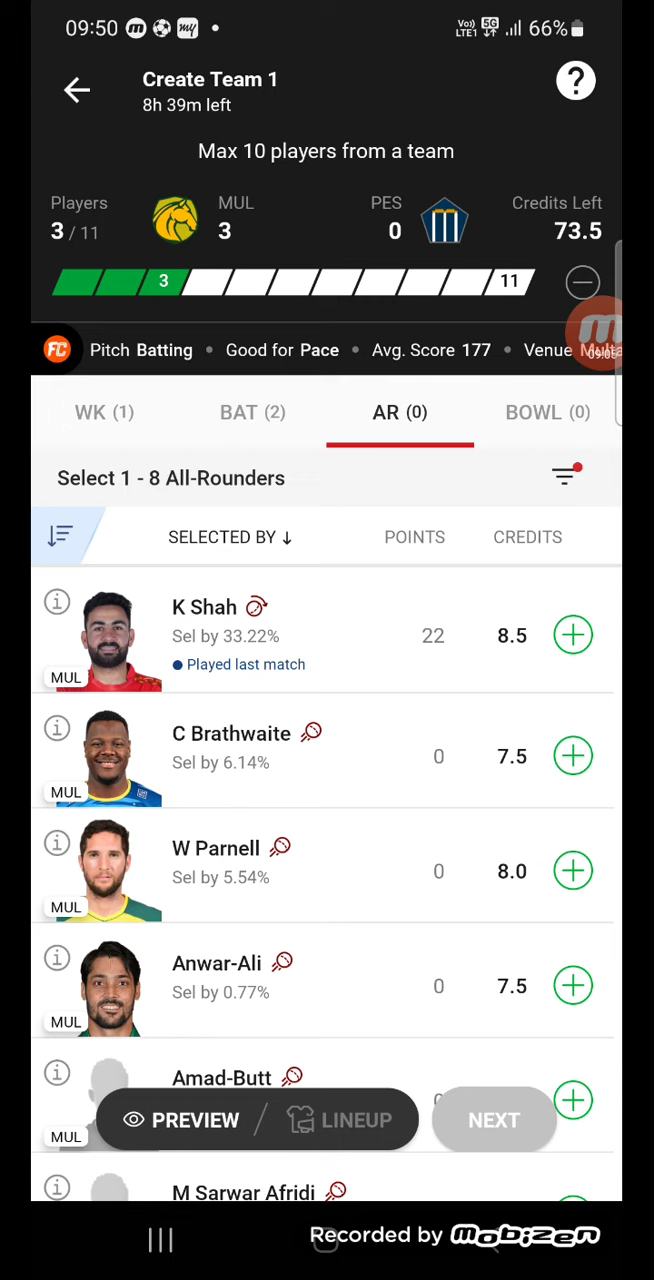 09:50 my Vo) LTE1 5G 66%
Create Team 1
8h 39m left
?
Max 10 players from a team
Players MUL PES Credits Left
3 / 11 3 0 73.5
3 11
FC Pitch Batting • Good for Pace • Avg. Score 177 • Venue
WK (1) BAT (2) AR (0) BOWL (0)
Select 1 - 8 All-Rounders
SELECTED BY ↓ POINTS CREDITS
K Shah
Sel by 33.22% 22 8.5
Played last match
MUL
C Brathwaite
Sel by 6.14% 0 7.5
MUL
W Parnell
Sel by 5.54% 0 8.0
MUL
Anwar-Ali
Sel by 0.77% 0 7.5
MUL
Amad-Butt
PREVIEW / LINEUP NEXT
MUL
M Sarwar Afridi
Recorded by mobizen